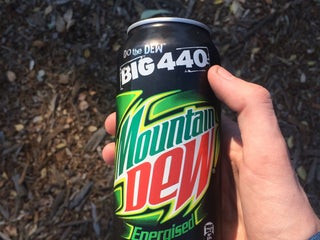 DO the DEW
BIG 440
Mountain
DEW
Energised